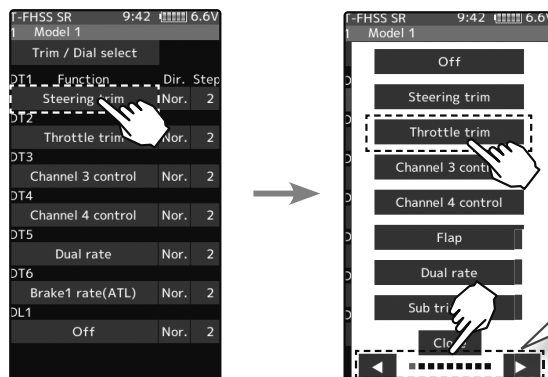 T-FHSS SR 9:42 6.6V
1 Model 1
Trim / Dial select
DT1 Function Dir. Step
Steering trim Nor. 2
DT2
Throttle trim Nor. 2
DT3
Channel 3 control Nor. 2
DT4
Channel 4 control Nor. 2
DT5
Dual rate Nor. 2
DT6
Brake1 rate(ATL) Nor. 2
DL1
Off Nor. 2
T-FHSS SR 9:42 6.6V
1 Model 1
Off
Steering trim
Throttle trim
Channel 3
Channel 4 control
Flap
Dual rate
Sub